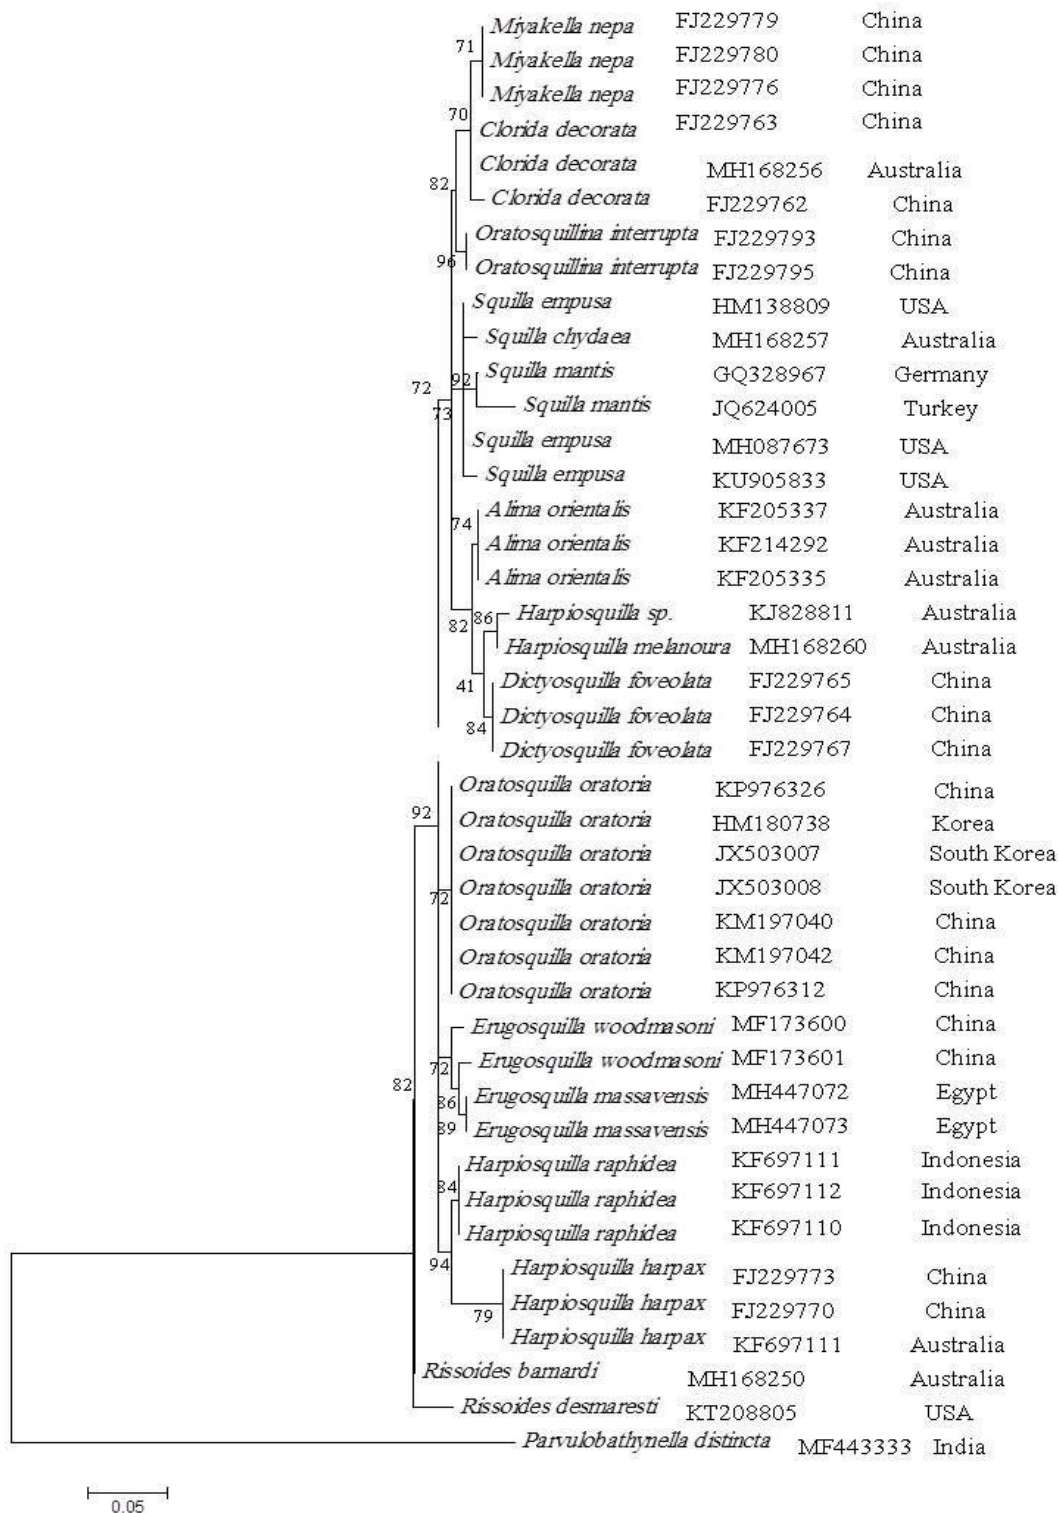 Miyakella nepa FJ229779 China
71
Miyakella nepa FJ229780 China
Miyakella nepa FJ229776 China
70
Clorida decorata FJ229763 China
Clorida decorata MH168256 Australia
82
Clorida decorata FJ229762 China
Oratosquillina interrupta FJ229793 China
96
Oratosquillina interrupta FJ229795 China
Squilla empusa HM138809 USA
Squilla chydaea MH168257 Australia
92
Squilla mantis GQ328967 Germany
72
73
Squilla mantis JQ624005 Turkey
Squilla empusa MH087673 USA
Squilla empusa KU905833 USA
Alima orientalis KF205337 Australia
74
Alima orientalis KF214292 Australia
Alima orientalis KF205335 Australia
86
Harpiosquilla sp. KJ828811 Australia
82
Harpiosquilla melanoura MH168260 Australia
41
Dictyosquilla foveolata FJ229765 China
84
Dictyosquilla foveolata FJ229764 China
Dictyosquilla foveolata FJ229767 China
Oratosquilla oratoria KP976326 China
92
Oratosquilla oratoria HM180738 Korea
Oratosquilla oratoria JX503007 South Korea
72
Oratosquilla oratoria JX503008 South Korea
Oratosquilla oratoria KM197040 China
Oratosquilla oratoria KM197042 China
Oratosquilla oratoria KP976312 China
Erugosquilla woodmasoni MF173600 China
72
Erugosquilla woodmasoni MF173601 China
82
86
Erugosquilla massavensis MH447072 Egypt
89
Erugosquilla massavensis MH447073 Egypt
Harpiosquilla raphidea KF697111 Indonesia
84
Harpiosquilla raphidea KF697112 Indonesia
Harpiosquilla raphidea KF697110 Indonesia
94
Harpiosquilla harpax FJ229773 China
79
Harpiosquilla harpax FJ229770 China
Harpiosquilla harpax KF697111 Australia
Rissoides barnardi MH168250 Australia
Rissoides desmaresti KT208805 USA
Parvulobathynella distincta MF443333 India
0.05